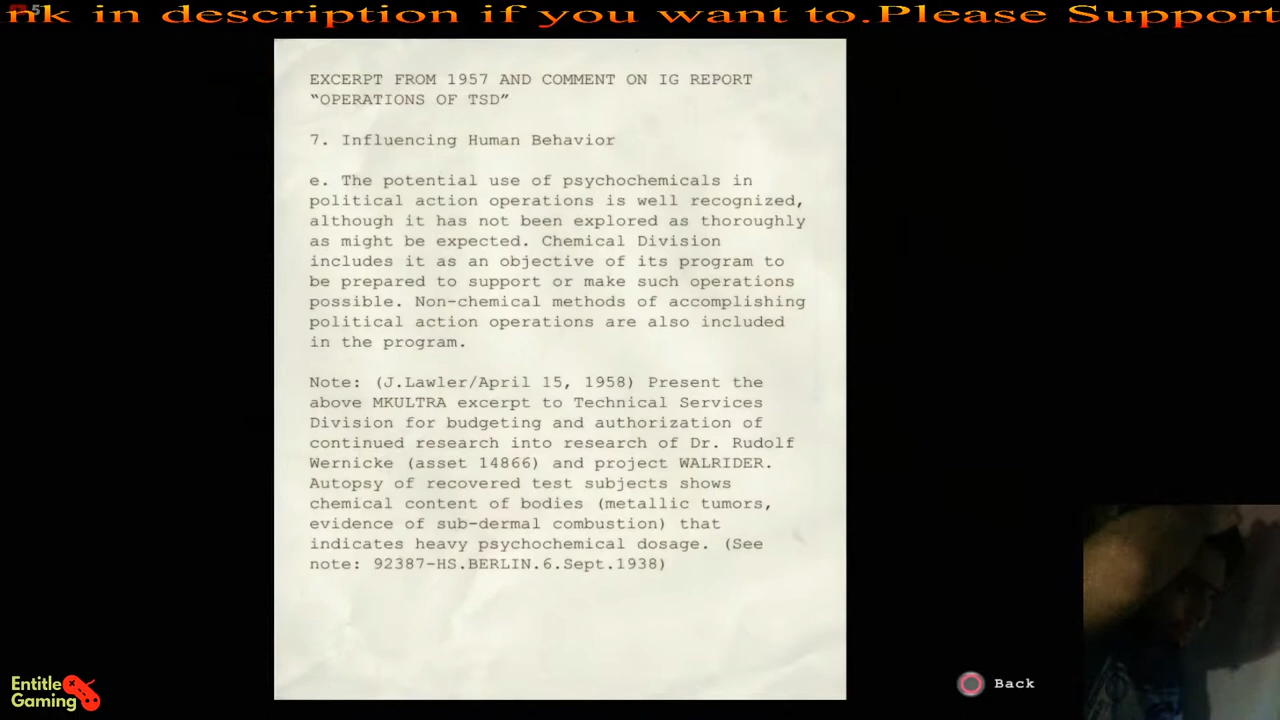 nk in description if you want to.Please Support
EXCERPT FROM 1957 AND COMMENT ON IG REPORT
“OPERATIONS OF TSD”
7. Influencing Human Behavior
e. The potential use of psychochemicals in
political action operations is well recognized,
although it has not been explored as thoroughly
as might be expected. Chemical Division
includes it as an objective of its program to
be prepared to support or make such operations
possible. Non-chemical methods of accomplishing
political action operations are also included
in the program.
Note: (J.Lawler/April 15, 1958) Present the
above MKULTRA excerpt to Technical Services
Division for budgeting and authorization of
continued research into research of Dr. Rudolf
Wernicke (asset 14866) and project WALRIDER.
Autopsy of recovered test subjects shows
chemical content of bodies (metallic tumors,
evidence of sub-dermal combustion) that
indicates heavy psychochemical dosage. (See
note: 92387-HS.BERLIN.6.Sept.1938)
Back
Entitle
Gaming